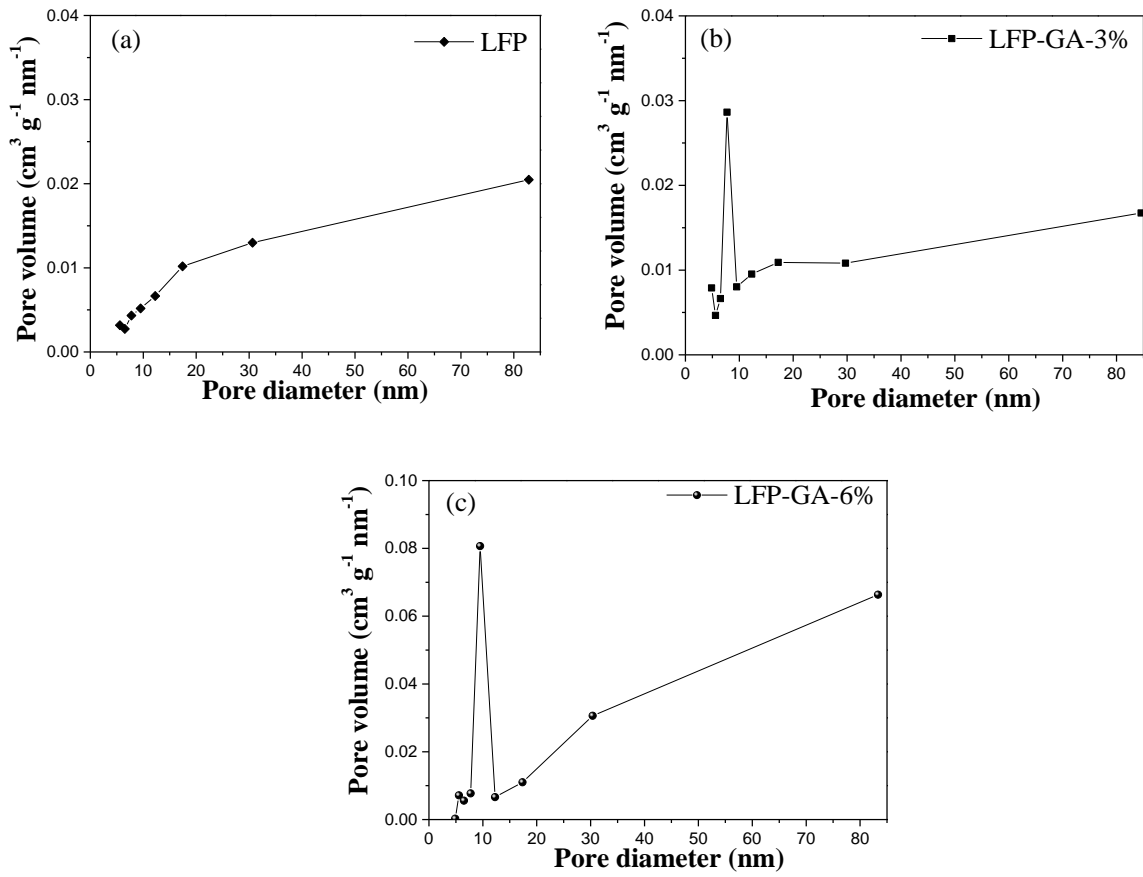 (a)
LFP
Pore volume (cm³ g⁻¹ nm⁻¹)
0.04
0.03
0.02
0.01
0.00
0 10 20 30 40 50 60 70 80
Pore diameter (nm)
(b)
LFP-GA-3%
Pore volume (cm³ g⁻¹ nm⁻¹)
0.04
0.03
0.02
0.01
0.00
0 10 20 30 40 50 60 70 80
Pore diameter (nm)
(c)
LFP-GA-6%
Pore volume (cm³ g⁻¹ nm⁻¹)
0.10
0.08
0.06
0.04
0.02
0.00
0 10 20 30 40 50 60 70 80
Pore diameter (nm)